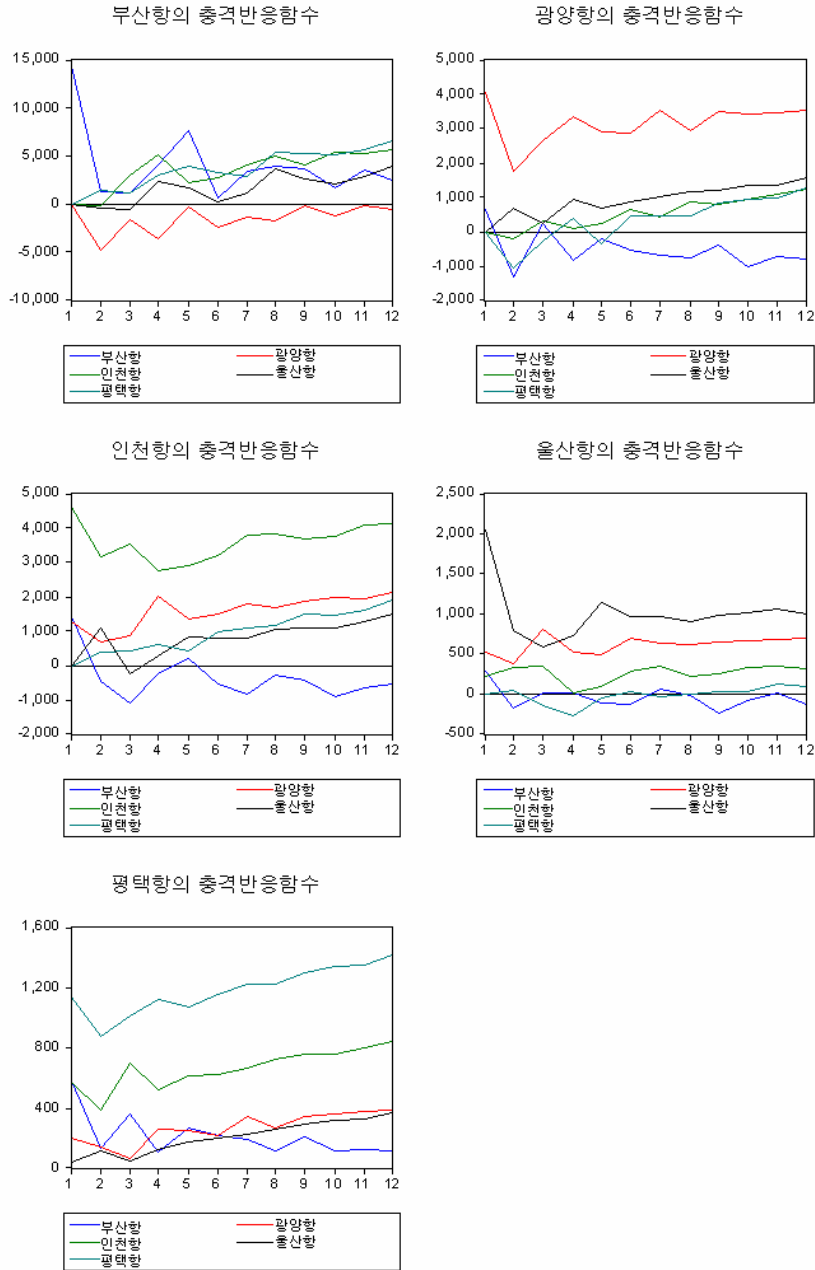 부산항의 충격반응함수
15,000
10,000
5,000
0
-5,000
-10,000
1 2 3 4 5 6 7 8 9 10 11 12
부산항 광양항
인천항 울산항
평택항
광양항의 충격반응함수
5,000
4,000
3,000
2,000
1,000
0
-1,000
-2,000
1 2 3 4 5 6 7 8 9 10 11 12
부산항 광양항
인천항 울산항
평택항
인천항의 충격반응함수
5,000
4,000
3,000
2,000
1,000
0
-1,000
-2,000
1 2 3 4 5 6 7 8 9 10 11 12
부산항 광양항
인천항 울산항
평택항
울산항의 충격반응함수
2,500
2,000
1,500
1,000
500
0
-500
1 2 3 4 5 6 7 8 9 10 11 12
부산항 광양항
인천항 울산항
평택항
평택항의 충격반응함수
1,600
1,200
800
400
0
1 2 3 4 5 6 7 8 9 10 11 12
부산항 광양항
인천항 울산항
평택항